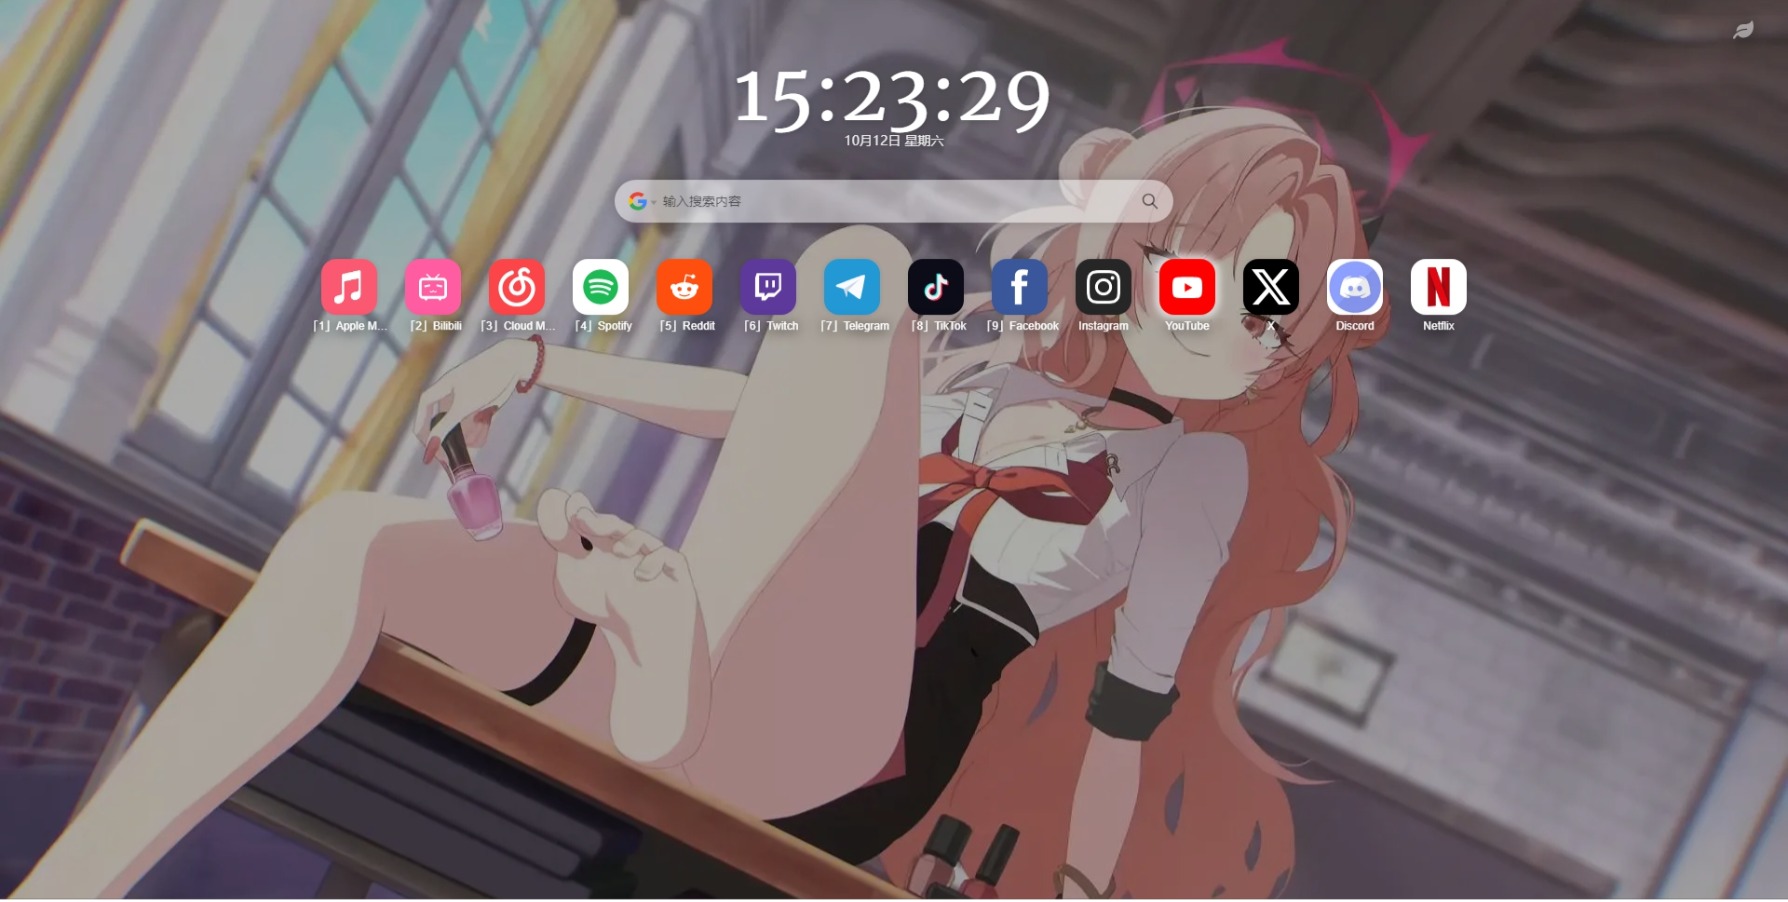 15:23:29
10月12日 星期六
输入搜索内容
「1」Apple M...
「2」Bilibili
「3」Cloud M...
「4」Spotify
「5」Reddit
「6」Twitch
「7」Telegram
「8」TikTok
「9」Facebook
Instagram
YouTube
X
Discord
Netflix